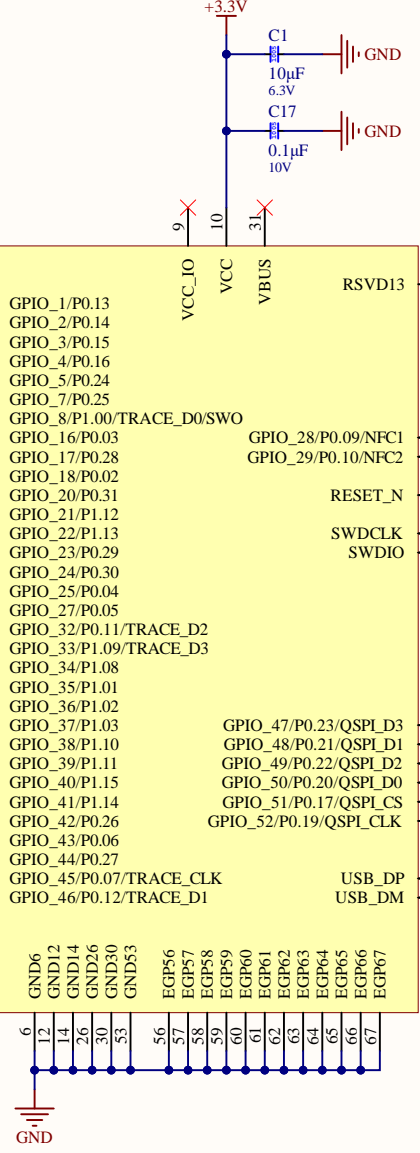 +3.3V
C1
GND
10µF
6.3V
C17
GND
0.1µF
10V
9
10
31
VCC_IO
VCC
VBUS
RSVD13
GPIO_1/P0.13
GPIO_2/P0.14
GPIO_3/P0.15
GPIO_4/P0.16
GPIO_5/P0.24
GPIO_7/P0.25
GPIO_8/P1.00/TRACE_D0/SWO
GPIO_16/P0.03
GPIO_28/P0.09/NFC1
GPIO_17/P0.28
GPIO_29/P0.10/NFC2
GPIO_18/P0.02
GPIO_20/P0.31
RESET_N
GPIO_21/P1.12
GPIO_22/P1.13
SWDCLK
GPIO_23/P0.29
SWDIO
GPIO_24/P0.30
GPIO_25/P0.04
GPIO_27/P0.05
GPIO_32/P0.11/TRACE_D2
GPIO_33/P1.09/TRACE_D3
GPIO_34/P1.08
GPIO_35/P1.01
GPIO_36/P1.02
GPIO_37/P1.03
GPIO_47/P0.23/QSPI_D3
GPIO_38/P1.10
GPIO_48/P0.21/QSPI_D1
GPIO_39/P1.11
GPIO_49/P0.22/QSPI_D2
GPIO_40/P1.15
GPIO_50/P0.20/QSPI_D0
GPIO_41/P1.14
GPIO_51/P0.17/QSPI_CS
GPIO_42/P0.26
GPIO_52/P0.19/QSPI_CLK
GPIO_43/P0.06
GPIO_44/P0.27
GPIO_45/P0.07/TRACE_CLK
USB_DP
GPIO_46/P0.12/TRACE_D1
USB_DM
GND6
GND12
GND14
GND26
GND30
GND53
EGP56
EGP57
EGP58
EGP59
EGP60
EGP61
EGP62
EGP63
EGP64
EGP65
EGP66
EGP67
6
12
14
26
30
53
56
57
58
59
60
61
62
63
64
65
66
67
GND